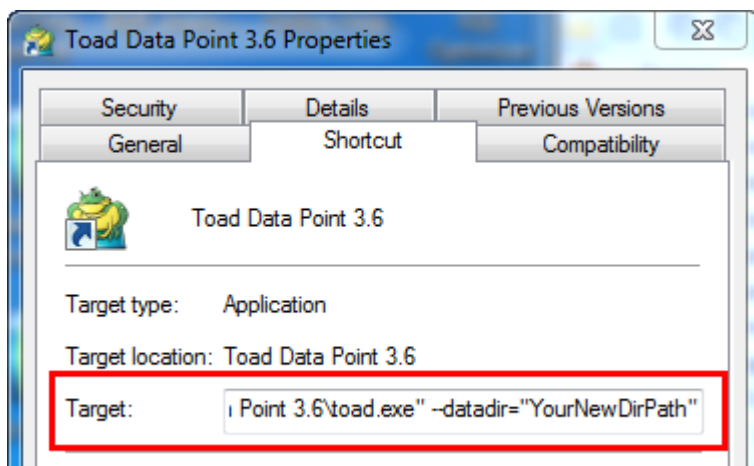 Toad Data Point 3.6 Properties
Security Details Previous Versions
General Shortcut Compatibility
Toad Data Point 3.6
Target type: Application
Target location: Toad Data Point 3.6
Target: Point 3.6\toad.exe" --datadir="YourNewDirPath"